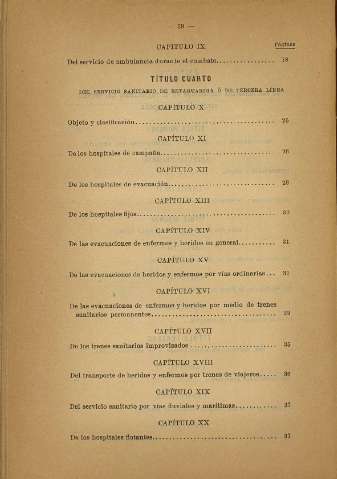 CAPÍTULO IX
Páginas
Del servicio de ambulancia durante el combate................. 18
TÍTULO CUARTO
DEL SERVICIO SANITARIO DE RETAGUARDIA Ó DE TERCERA LÍNEA
CAPÍTULO X
Objeto y clasificación.......................................... 25
CAPÍTULO XI
De los hospitales de campaña.................................. 26
CAPÍTULO XII
De los hospitales de evacuación............................... 28
CAPÍTULO XIII
De los hospitales fijos.........................................
CAPÍTULO XIV
De las evacuaciones de enfermos y heridos en general........... 31
CAPÍTULO XV
De las evacuaciones de heridos y enfermos por vías ordinarias... 32
CAPÍTULO XVI
De las evacuaciones de enfermos y heridos por medio de trenes
sanitarios permanentes...................................... 33
CAPÍTULO XVII
De los trenes sanitarios improvisados......................... 35
CAPÍTULO XVIII
Del transporte de heridos y enfermos por trenes de viajeros..... 36
CAPÍTULO XIX
Del servicio sanitario por vías fluviales y marítimas............ 37
CAPÍTULO XX
De los hospitales flotantes.................................... 37